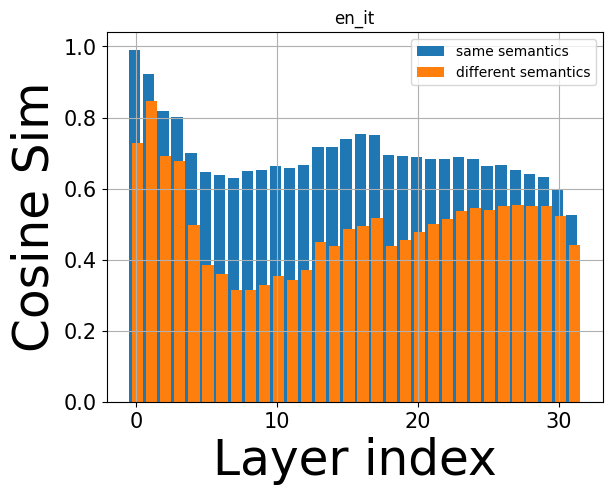 en_it
same semantics
different semantics
Cosine Sim
1.0
0.8
0.6
0.4
0.2
0.0
0 10 20 30
Layer index